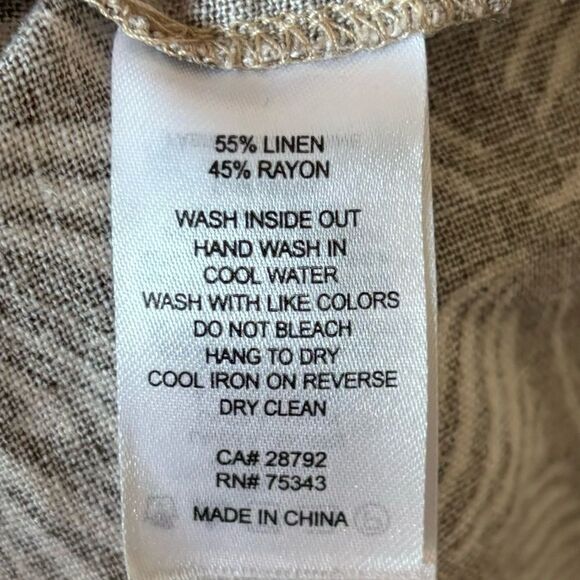 55% LINEN
45% RAYON
WASH INSIDE OUT
HAND WASH IN
COOL WATER
WASH WITH LIKE COLORS
DO NOT BLEACH
HANG TO DRY
COOL IRON ON REVERSE
DRY CLEAN
CA# 28792
RN# 75343
MADE IN CHINA